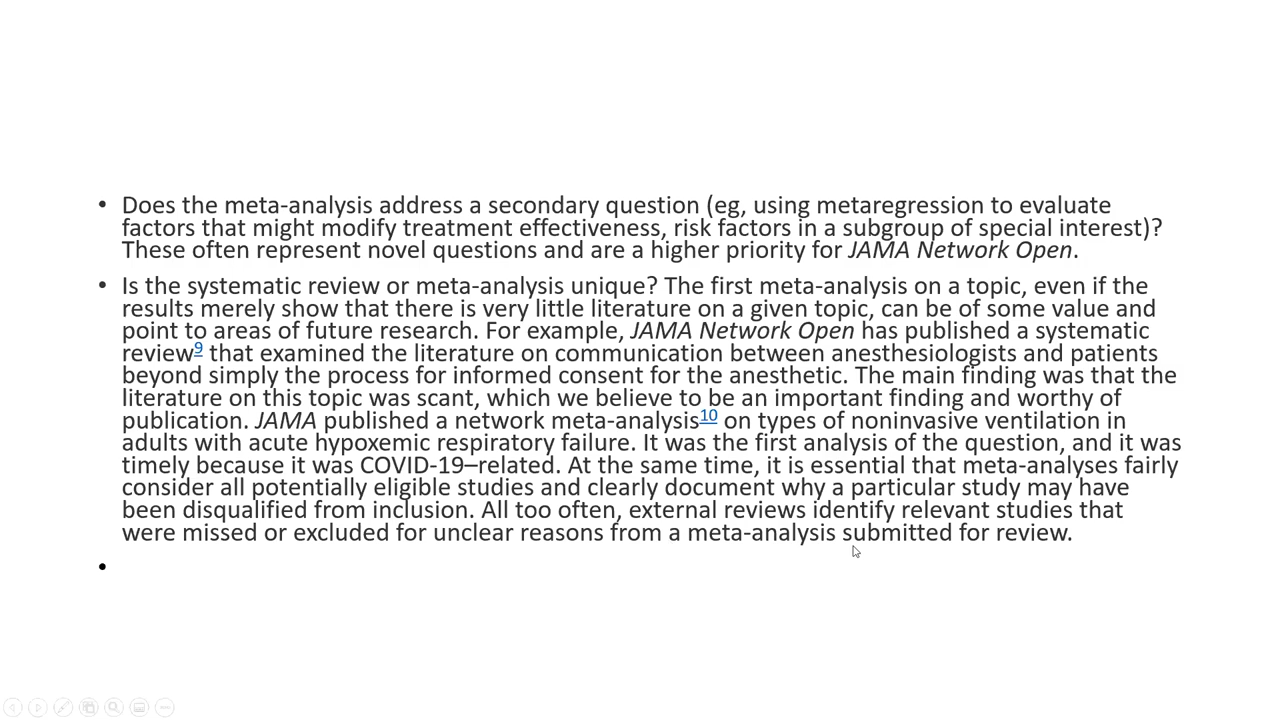 • Does the meta-analysis address a secondary question (eg, using metaregression to evaluate
factors that might modify treatment effectiveness, risk factors in a subgroup of special interest)?
These often represent novel questions and are a higher priority for JAMA Network Open.
• Is the systematic review or meta-analysis unique? The first meta-analysis on a topic, even if the
results merely show that there is very little literature on a given topic, can be of some value and
point to areas of future research. For example, JAMA Network Open has published a systematic
review9 that examined the literature on communication between anesthesiologists and patients
beyond simply the process for informed consent for the anesthetic. The main finding was that the
literature on this topic was scant, which we believe to be an important finding and worthy of
publication. JAMA published a network meta-analysis10 on types of noninvasive ventilation in
adults with acute hypoxemic respiratory failure. It was the first analysis of the question, and it was
timely because it was COVID-19–related. At the same time, it is essential that meta-analyses fairly
consider all potentially eligible studies and clearly document why a particular study may have
been disqualified from inclusion. All too often, external reviews identify relevant studies that
were missed or excluded for unclear reasons from a meta-analysis submitted for review.
•